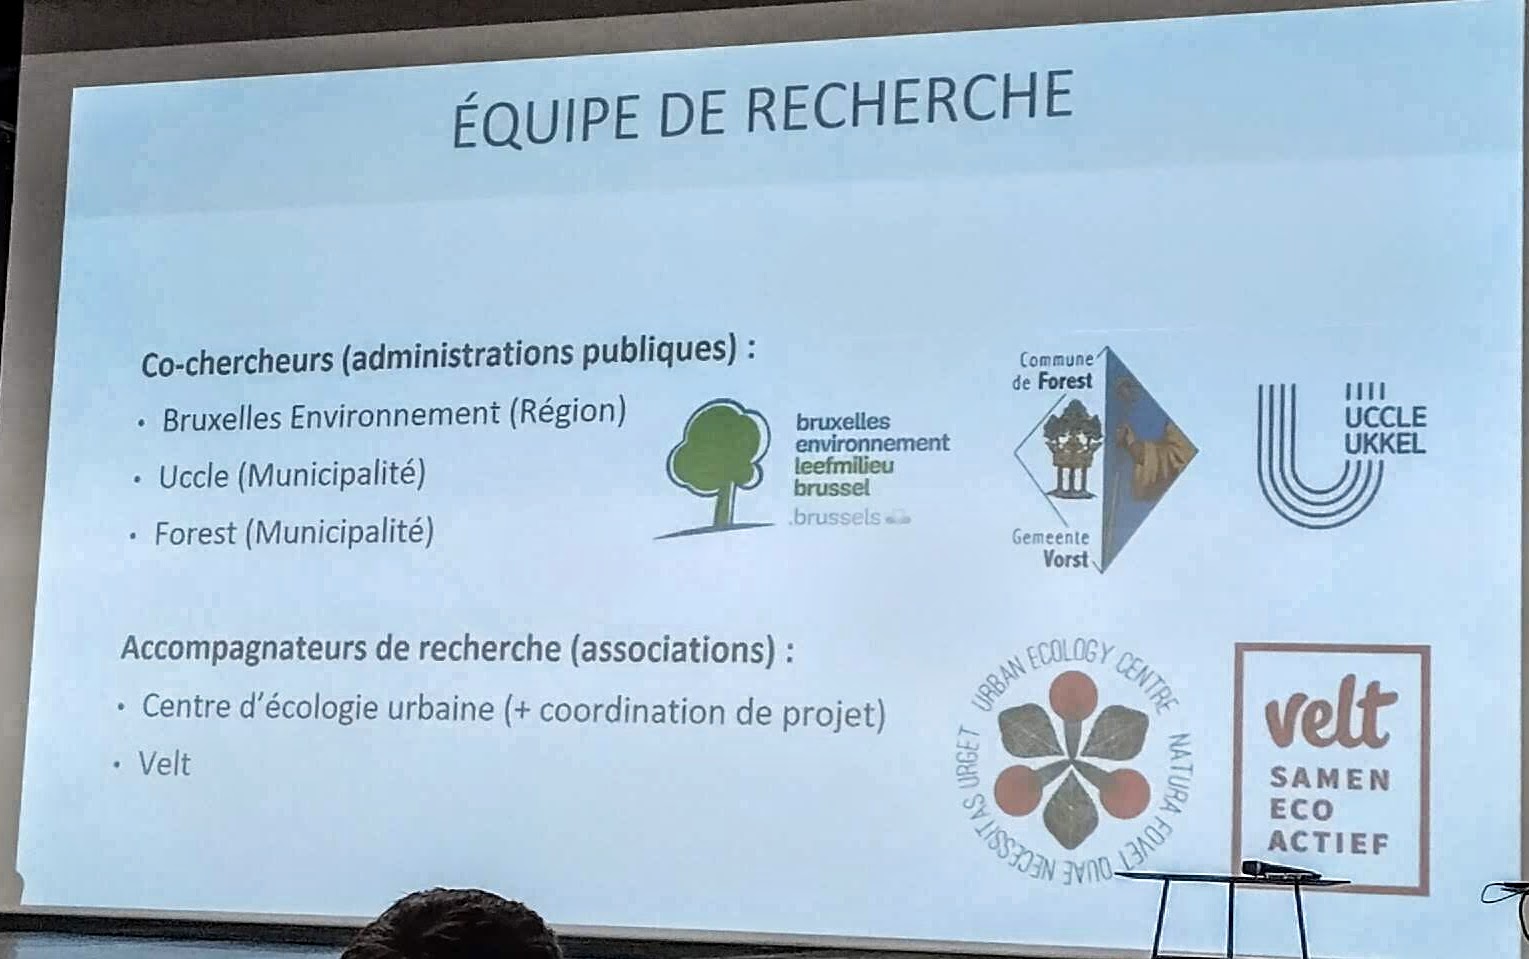 ÉQUIPE DE RECHERCHE
Co-chercheurs (administrations publiques) :
• Bruxelles Environnement (Région)
• Uccle (Municipalité)
• Forest (Municipalité)
bruxelles
environnement
leefmilieu
brussel
.brussels
Commune
de Forest
Gemeente
Vorst
UCCLE
UKKEL
Accompagnateurs de recherche (associations) :
• Centre d'écologie urbaine (+ coordination de projet)
• Velt
URBAN ECOLOGY CENTRE
NATURA FOVET QUAE NECESSITAS URGET
velt
SAMEN
ECO
ACTIEF